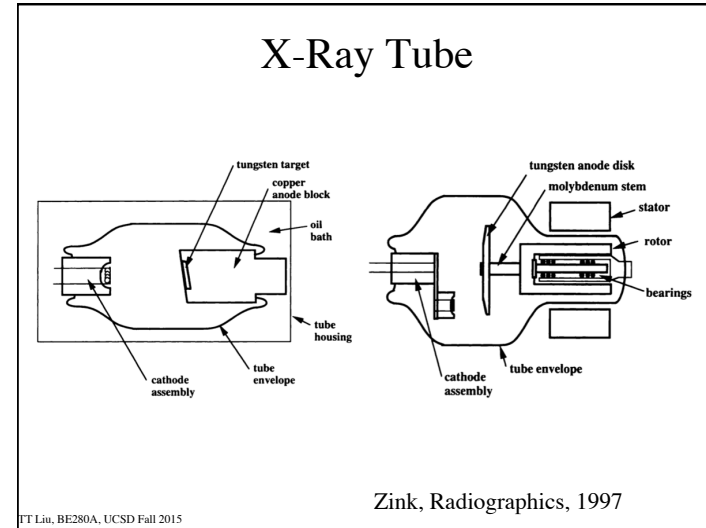 X-Ray Tube
tungsten target
copper
anode block
oil
bath
tube
housing
tube
envelope
cathode
assembly
tungsten anode disk
molybdenum stem
stator
rotor
bearings
tube envelope
cathode
assembly
Zink, Radiographics, 1997
TT Liu, BE280A, UCSD Fall 2015